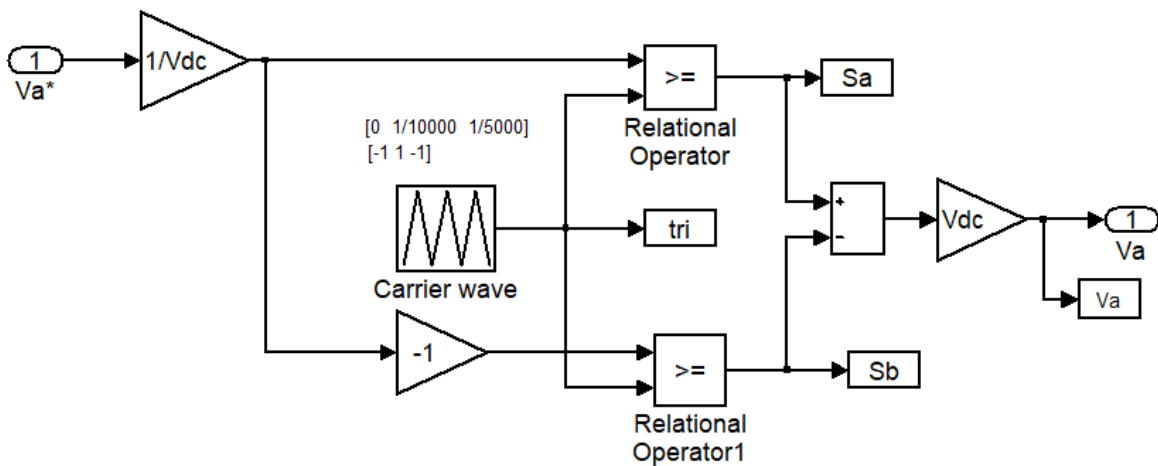 1
Va*
1/Vdc
>=
Relational
Operator
Sa
[0 1/10000 1/5000]
[-1 1 -1]
Carrier wave
tri
+
-
Vdc
1
Va
Va
-1
>=
Relational
Operator1
Sb